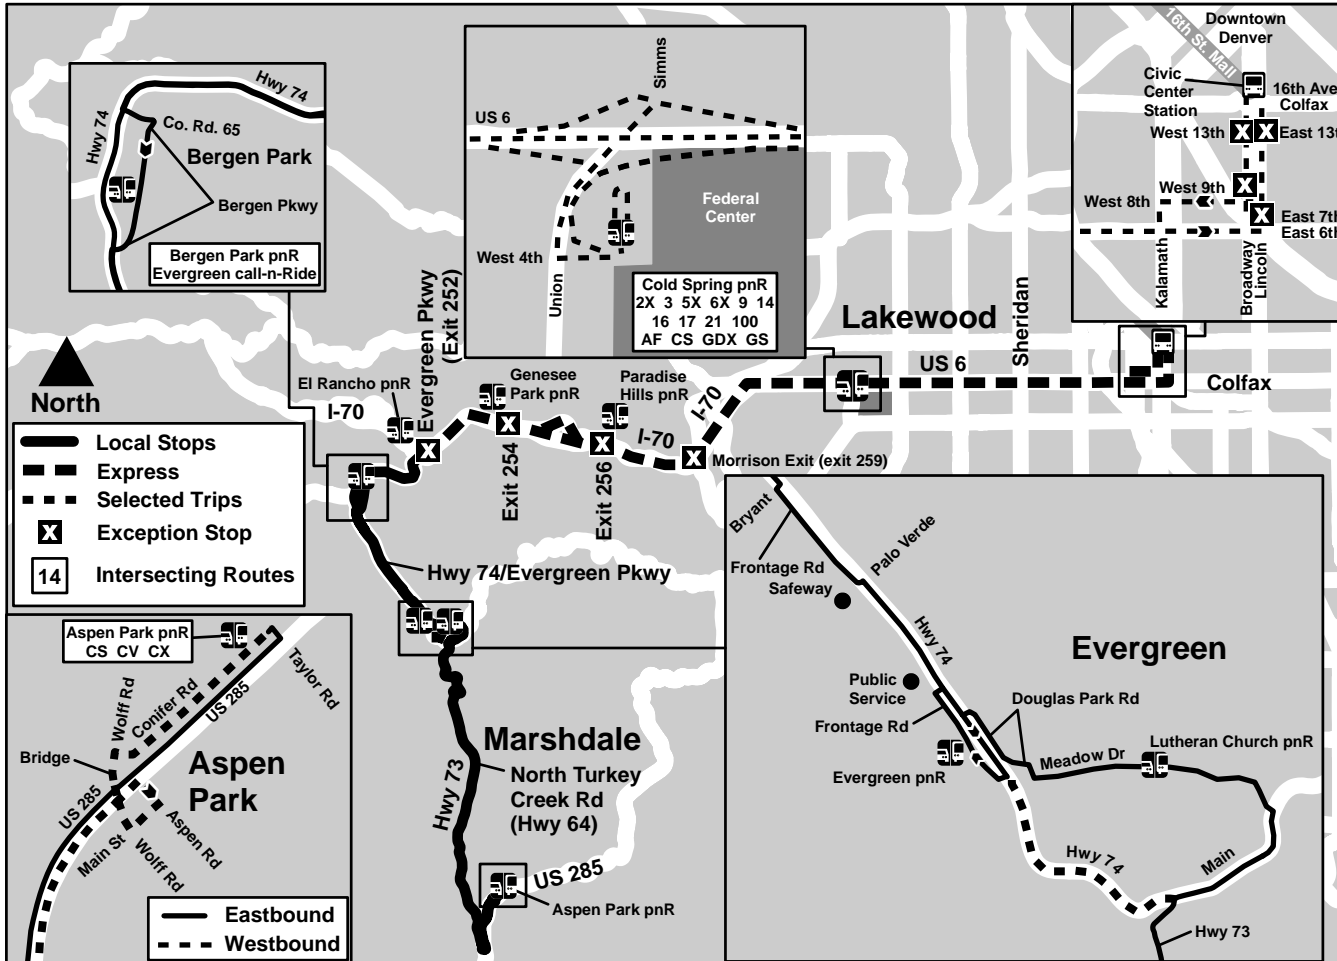 Hwy 74
Hwy 74
Co. Rd. 65
Bergen Park
Bergen Pkwy
Bergen Park pnR
Evergreen call-n-Ride
Simms
US 6
Federal
Center
West 4th
Union
Cold Spring pnR
2X 3 5X 6X 9 14
16 17 21 100
AF CS GDX GS
Downtown
Denver
16th St. Mall
Civic
Center
Station
16th Ave
Colfax
West 13th
X
X
East 13t
West 9th
X
West 8th
X
East 7th
East 6th
Kalamath
Broadway
Lincoln
North
Evergreen Pkwy
(Exit 252)
El Rancho pnR
I-70
X
Genesee
Park pnR
X
Exit 254
Paradise
Hills pnR
X
Exit 256
I-70
I-70
X
Morrison Exit (exit 259)
Lakewood
Sheridan
US 6
Colfax
Local Stops
Express
Selected Trips
X
Exception Stop
14
Intersecting Routes
Hwy 74/Evergreen Pkwy
Marshdale
North Turkey
Creek Rd
(Hwy 64)
Hwy 73
US 285
Aspen Park pnR
Aspen Park pnR
CS CV CX
Taylor Rd
Wolff Rd
Conifer Rd
US 285
Bridge
Aspen
Park
US 285
Main St
Aspen Rd
Wolff Rd
Eastbound
Westbound
Bryant
Palo Verde
Frontage Rd
Safeway
Hwy 74
Evergreen
Public
Service
Douglas Park Rd
Frontage Rd
Meadow Dr
Lutheran Church pnR
Evergreen pnR
Hwy 74
Main
Hwy 73